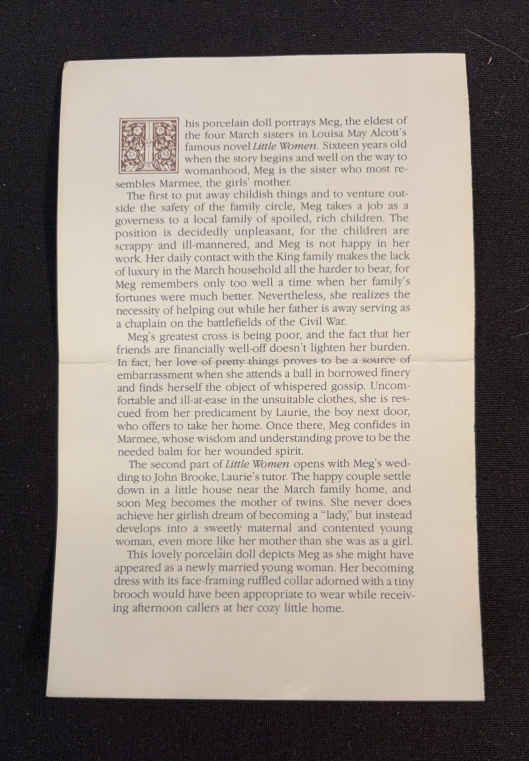 This porcelain doll portrays Meg, the eldest of
the four March sisters in Louisa May Alcott's
famous novel Little Women. Sixteen years old
when the story begins and well on the way to
womanhood, Meg is the sister who most re-
sembles Marmee, the girls' mother.
The first to put away childish things and to venture out-
side the safety of the family circle, Meg takes a job as a
governess to a local family of spoiled, rich children. The
position is decidedly unpleasant, for the children are
scrappy and ill-mannered, and Meg is not happy in her
work. Her daily contact with the King family makes the lack
of luxury in the March household all the harder to bear, for
Meg remembers only too well a time when her family's
fortunes were much better. Nevertheless, she realizes the
necessity of helping out while her father is away serving as
a chaplain on the battlefields of the Civil War.
Meg's greatest cross is being poor, and the fact that her
friends are financially well-off doesn't lighten her burden.
In fact, her love of pretty things proves to be a source of
embarrassment when she attends a ball in borrowed finery
and finds herself the object of whispered gossip. Uncom-
fortable and ill-at-ease in the unsuitable clothes, she is res-
cued from her predicament by Laurie, the boy next door,
who offers to take her home. Once there, Meg confides in
Marmee, whose wisdom and understanding prove to be the
needed balm for her wounded spirit.
The second part of Little Women opens with Meg's wed-
ding to John Brooke, Laurie's tutor. The happy couple settle
down in a little house near the March family home, and
soon Meg becomes the mother of twins. She never does
achieve her girlish dream of becoming a "lady," but instead
develops into a sweetly maternal and contented young
woman, even more like her mother than she was as a girl.
This lovely porcelain doll depicts Meg as she might have
appeared as a newly married young woman. Her becoming
dress with its face-framing ruffled collar adorned with a tiny
brooch would have been appropriate to wear while receiv-
ing afternoon callers at her cozy little home.